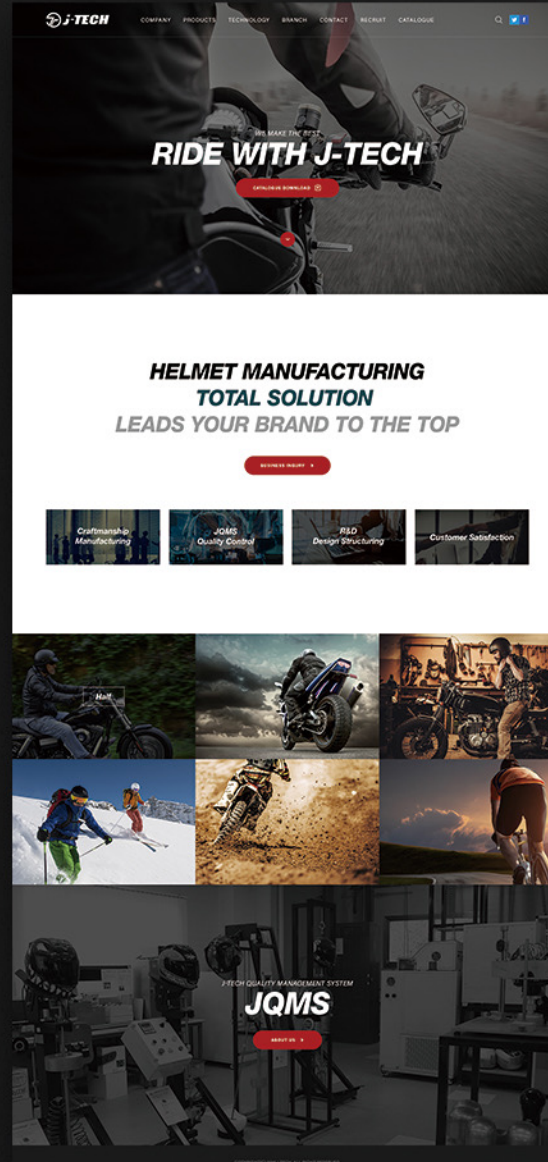 J-TECH
COMPANY PRODUCTS TECHNOLOGY BRANCH CONTACT RECRUIT CATALOGUE
WE MAKE THE BEST
RIDE WITH J-TECH
CATALOGUE DOWNLOAD
HELMET MANUFACTURING
TOTAL SOLUTION
LEADS YOUR BRAND TO THE TOP
BUSINESS INQUIRY
Craftmanship
Manufacturing
JQMS
Quality Control
R&D
Design Structuring
Customer Satisfaction
Half
J-TECH QUALITY MANAGEMENT SYSTEM
JQMS
ABOUT US